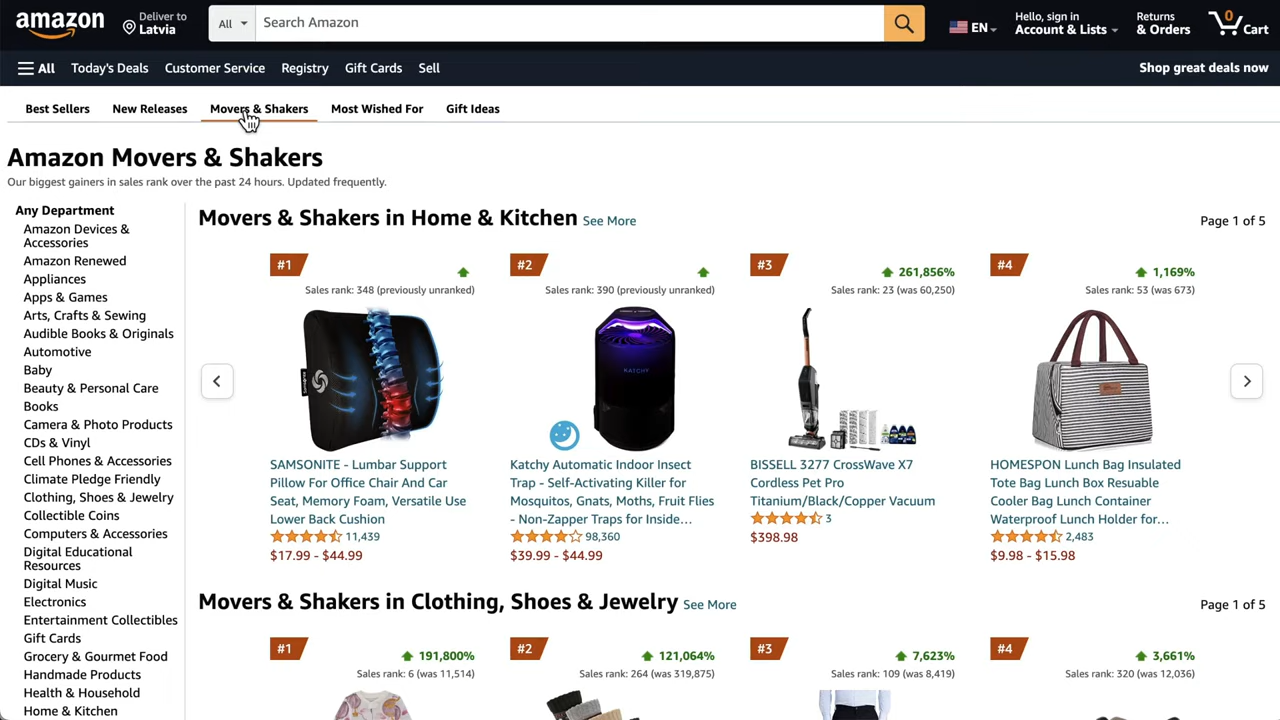 amazon
Deliver to
Latvia
All
Search Amazon
EN
Hello, sign in
Account & Lists
Returns
& Orders
0
Cart
All
Today's Deals
Customer Service
Registry
Gift Cards
Sell
Shop great deals now
Best Sellers
New Releases
Movers & Shakers
Most Wished For
Gift Ideas
Amazon Movers & Shakers
Our biggest gainers in sales rank over the past 24 hours. Updated frequently.
Any Department
Amazon Devices &
Accessories
Amazon Renewed
Appliances
Apps & Games
Arts, Crafts & Sewing
Audible Books & Originals
Automotive
Baby
Beauty & Personal Care
Books
Camera & Photo Products
CDs & Vinyl
Cell Phones & Accessories
Climate Pledge Friendly
Clothing, Shoes & Jewelry
Collectible Coins
Computers & Accessories
Digital Educational
Resources
Digital Music
Electronics
Entertainment Collectibles
Gift Cards
Grocery & Gourmet Food
Handmade Products
Health & Household
Home & Kitchen
Movers & Shakers in Home & Kitchen See More
Page 1 of 5
#1
Sales rank: 348 (previously unranked)
SAMSONITE - Lumbar Support
Pillow For Office Chair And Car
Seat, Memory Foam, Versatile Use
Lower Back Cushion
11,439
$17.99 - $44.99
#2
Sales rank: 390 (previously unranked)
KATCHY
Katchy Automatic Indoor Insect
Trap - Self-Activating Killer for
Mosquitos, Gnats, Moths, Fruit Flies
- Non-Zapper Traps for Inside…
98,360
$39.99 - $44.99
#3
261,856%
Sales rank: 23 (was 60,250)
BISSELL 3277 CrossWave X7
Cordless Pet Pro
Titanium/Black/Copper Vacuum
3
$398.98
#4
1,169%
Sales rank: 53 (was 673)
HOMESPON Lunch Bag Insulated
Tote Bag Lunch Box Resuable
Cooler Bag Lunch Container
Waterproof Lunch Holder for…
2,483
$9.98 - $15.98
Movers & Shakers in Clothing, Shoes & Jewelry See More
Page 1 of 5
#1
191,800%
Sales rank: 6 (was 11,514)
#2
121,064%
Sales rank: 264 (was 319,875)
#3
7,623%
Sales rank: 109 (was 8,419)
#4
3,661%
Sales rank: 320 (was 12,036)